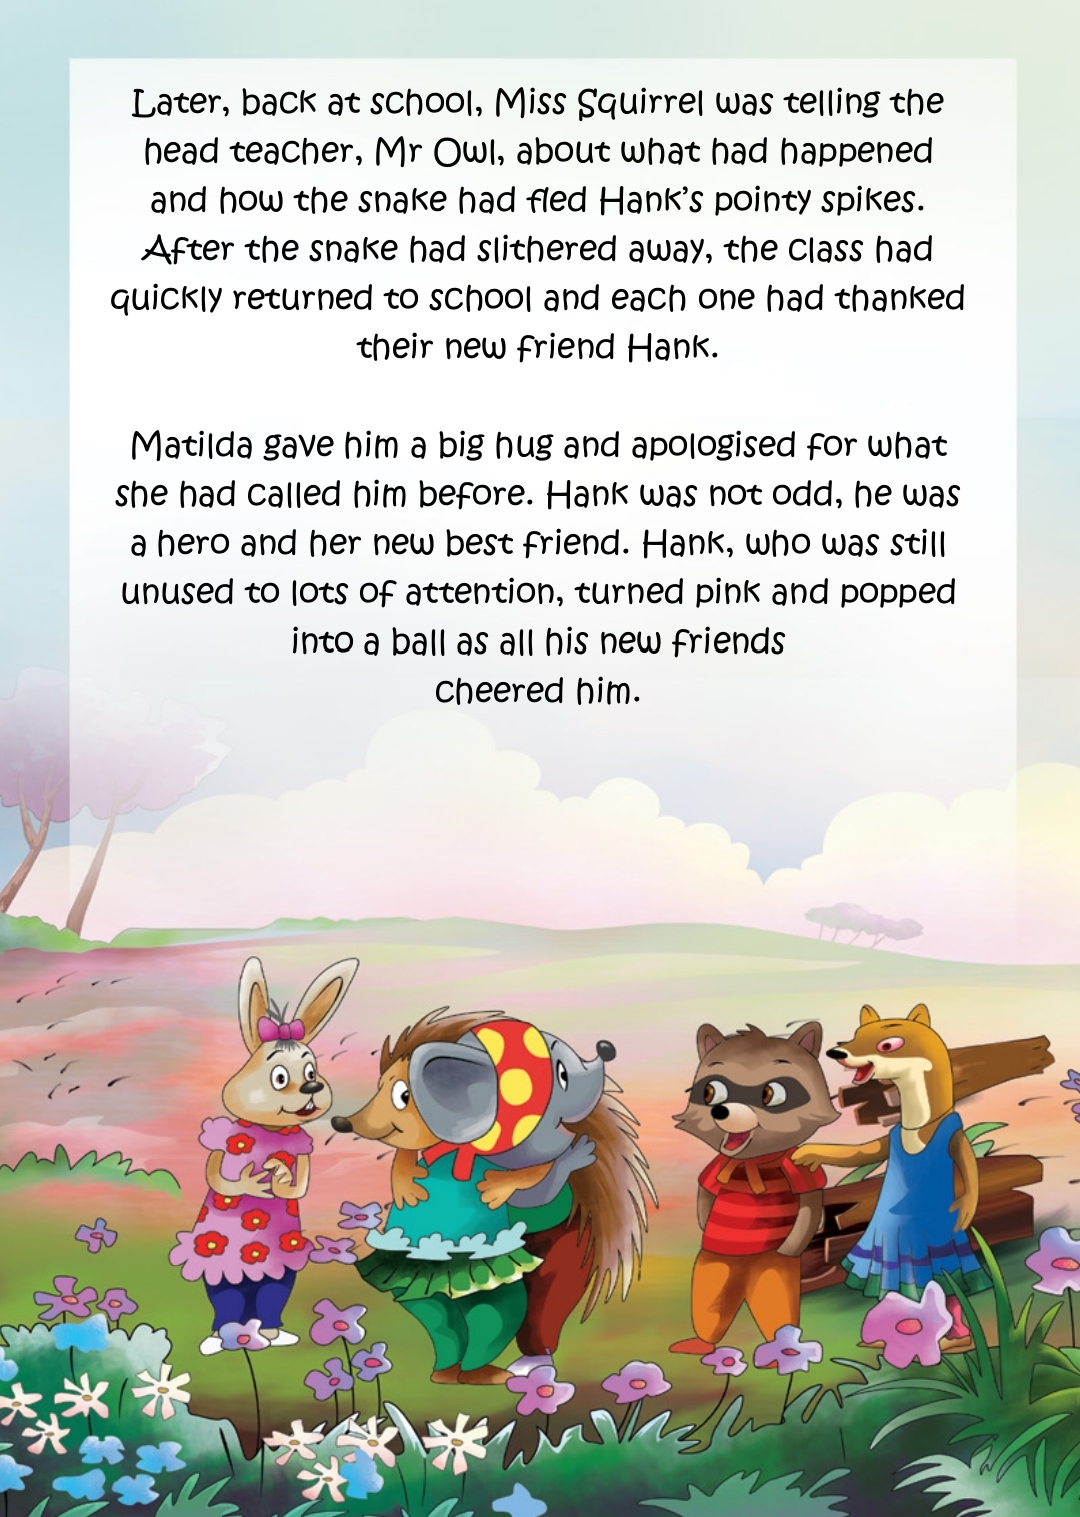 Later, back at school, Miss Squirrel was telling the
head teacher, Mr Owl, about what had happened
and how the snake had fled Hank's pointy spikes.
After the snake had slithered away, the class had
quickly returned to school and each one had thanked
their new friend Hank.
Matilda gave him a big hug and apologised for what
she had called him before. Hank was not odd, he was
a hero and her new best friend. Hank, who was still
unused to lots of attention, turned pink and popped
into a ball as all his new friends
cheered him.